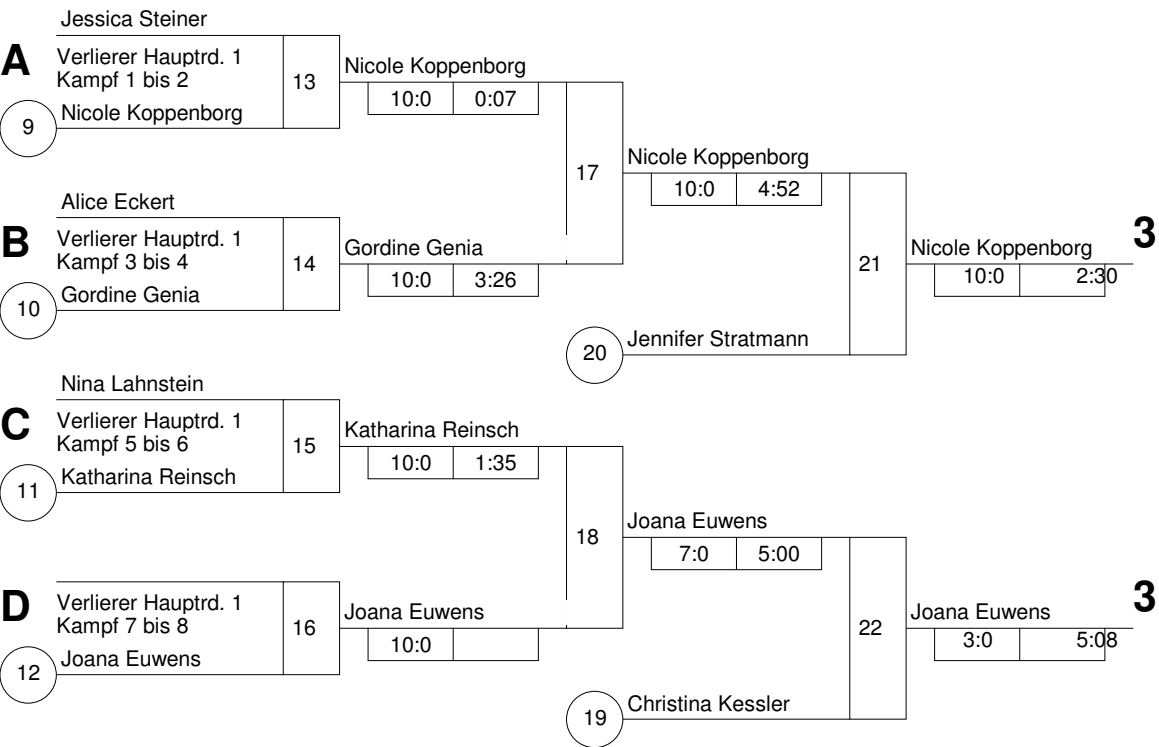 Jessica Steiner
A
Verlierer Hauptrd. 1
Kampf 1 bis 2
13
9
Nicole Koppenborg
Nicole Koppenborg
10:0 0:07
17
Alice Eckert
B
Verlierer Hauptrd. 1
Kampf 3 bis 4
14
10
Gordine Genia
Gordine Genia
10:0 3:26
Nicole Koppenborg
10:0 4:52
21
20
Jennifer Stratmann
Nicole Koppenborg
3
10:0 2:30
Nina Lahnstein
C
Verlierer Hauptrd. 1
Kampf 5 bis 6
15
11
Katharina Reinsch
Katharina Reinsch
10:0 1:35
18
D
Verlierer Hauptrd. 1
Kampf 7 bis 8
16
12
Joana Euwens
Joana Euwens
10:0
Joana Euwens
7:0 5:00
22
19
Christina Kessler
Joana Euwens
3
3:0 5:08